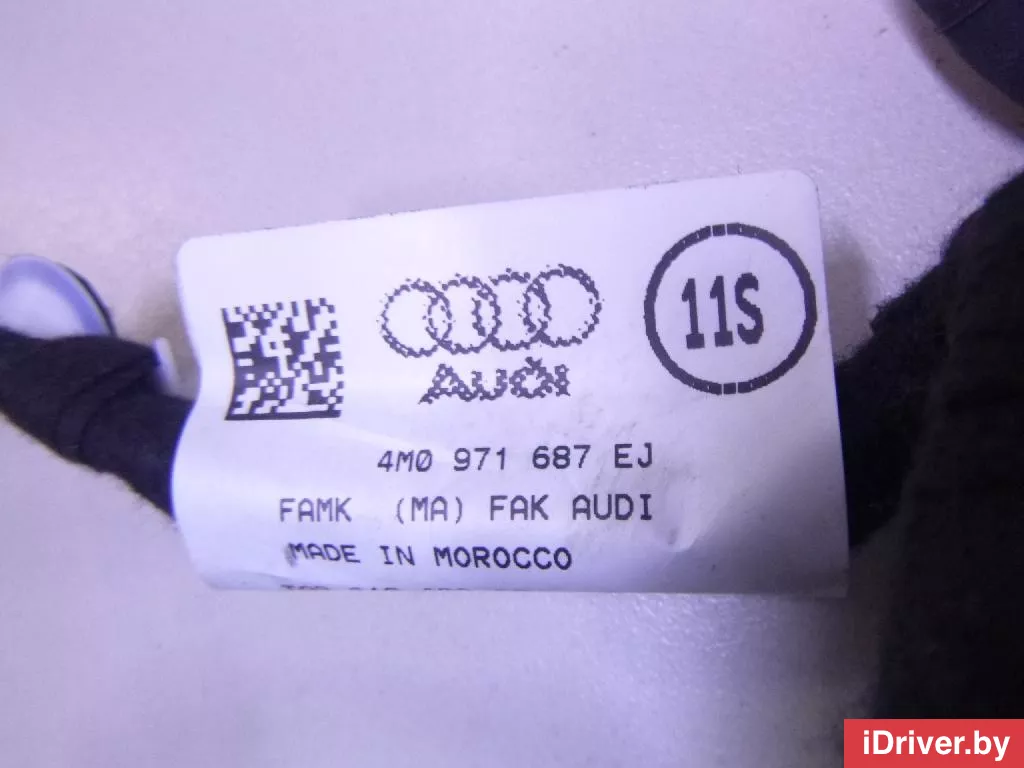 11S
AUDI
4M0 971 687 EJ
FAMK (MA) FAK AUDI
MADE IN MOROCCO
iDriver.by